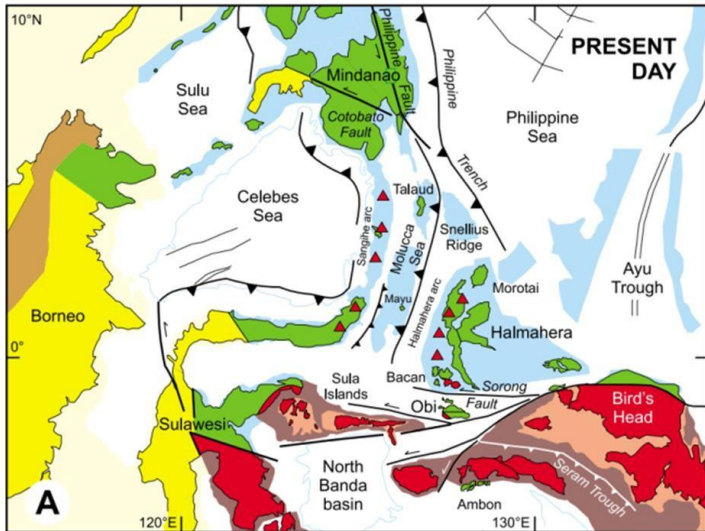 10°N
PRESENT
DAY
Philippine Fault
Mindanao
Philippine
Trench
Sulu
Sea
Cotobato
Fault
Philippine
Sea
Celebes
Sea
Talaud
Sangihe arc
Molucca
Sea
Snellius
Ridge
Ayu
Trough
Morotai
Borneo
Mayu
Halmahera arc
Halmahera
0°
Sula
Islands
Bacan
Sorong
Fault
Obi
Bird's
Head
Sulawesi
North
Banda
basin
Seram Trough
Ambon
A
120°E
130°E